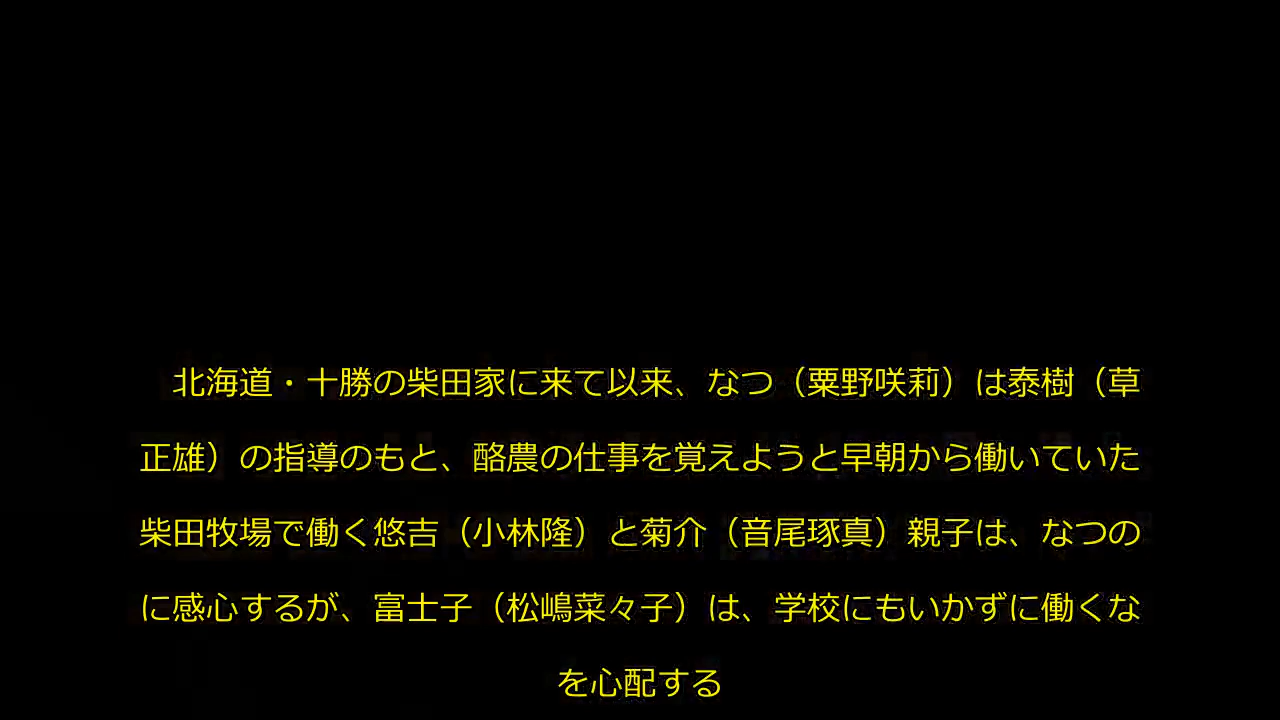 北海道・十勝の柴田家に来て以来、なつ（粟野咲莉）は泰樹（草
正雄）の指導のもと、酪農の仕事を覚えようと早朝から働いていた
柴田牧場で働く悠吉（小林隆）と菊介（音尾琢真）親子は、なつの
に感心するが、富士子（松嶋菜々子）は、学校にもいかずに働くな
を心配する